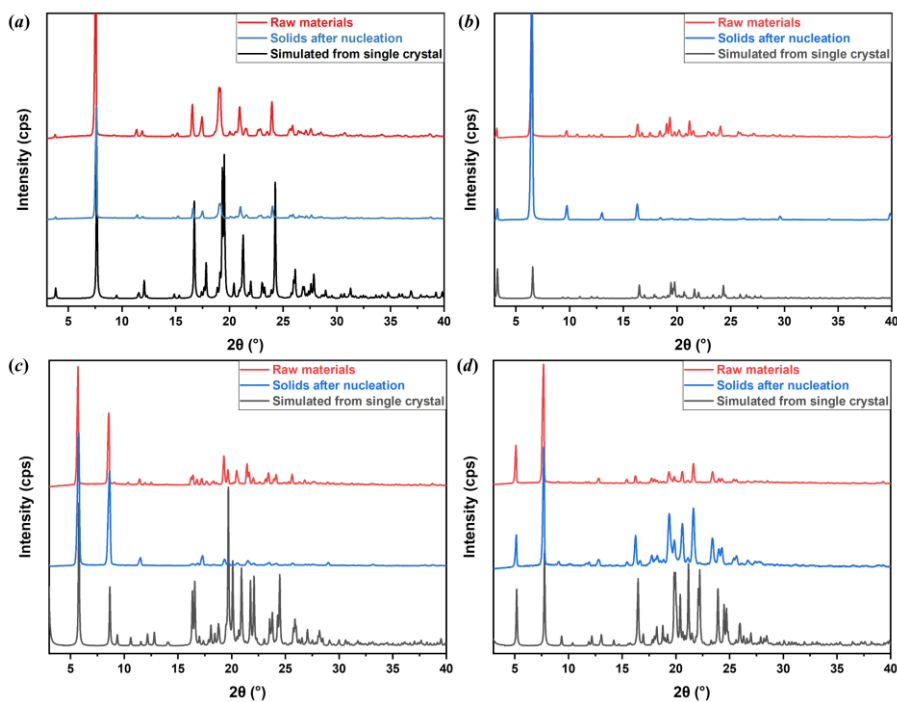 (a)
Raw materials
Solids after nucleation
Simulated from single crystal
Intensity (cps)
5 10 15 20 25 30 35 40
2θ (°)
(b)
Raw materials
Solids after nucleation
Simulated from single crystal
Intensity (cps)
5 10 15 20 25 30 35 40
2θ (°)
(c)
Raw materials
Solids after nucleation
Simulated from single crystal
Intensity (cps)
5 10 15 20 25 30 35 40
2θ (°)
(d)
Raw materials
Solids after nucleation
Simulated from single crystal
Intensity (cps)
5 10 15 20 25 30 35 40
2θ (°)